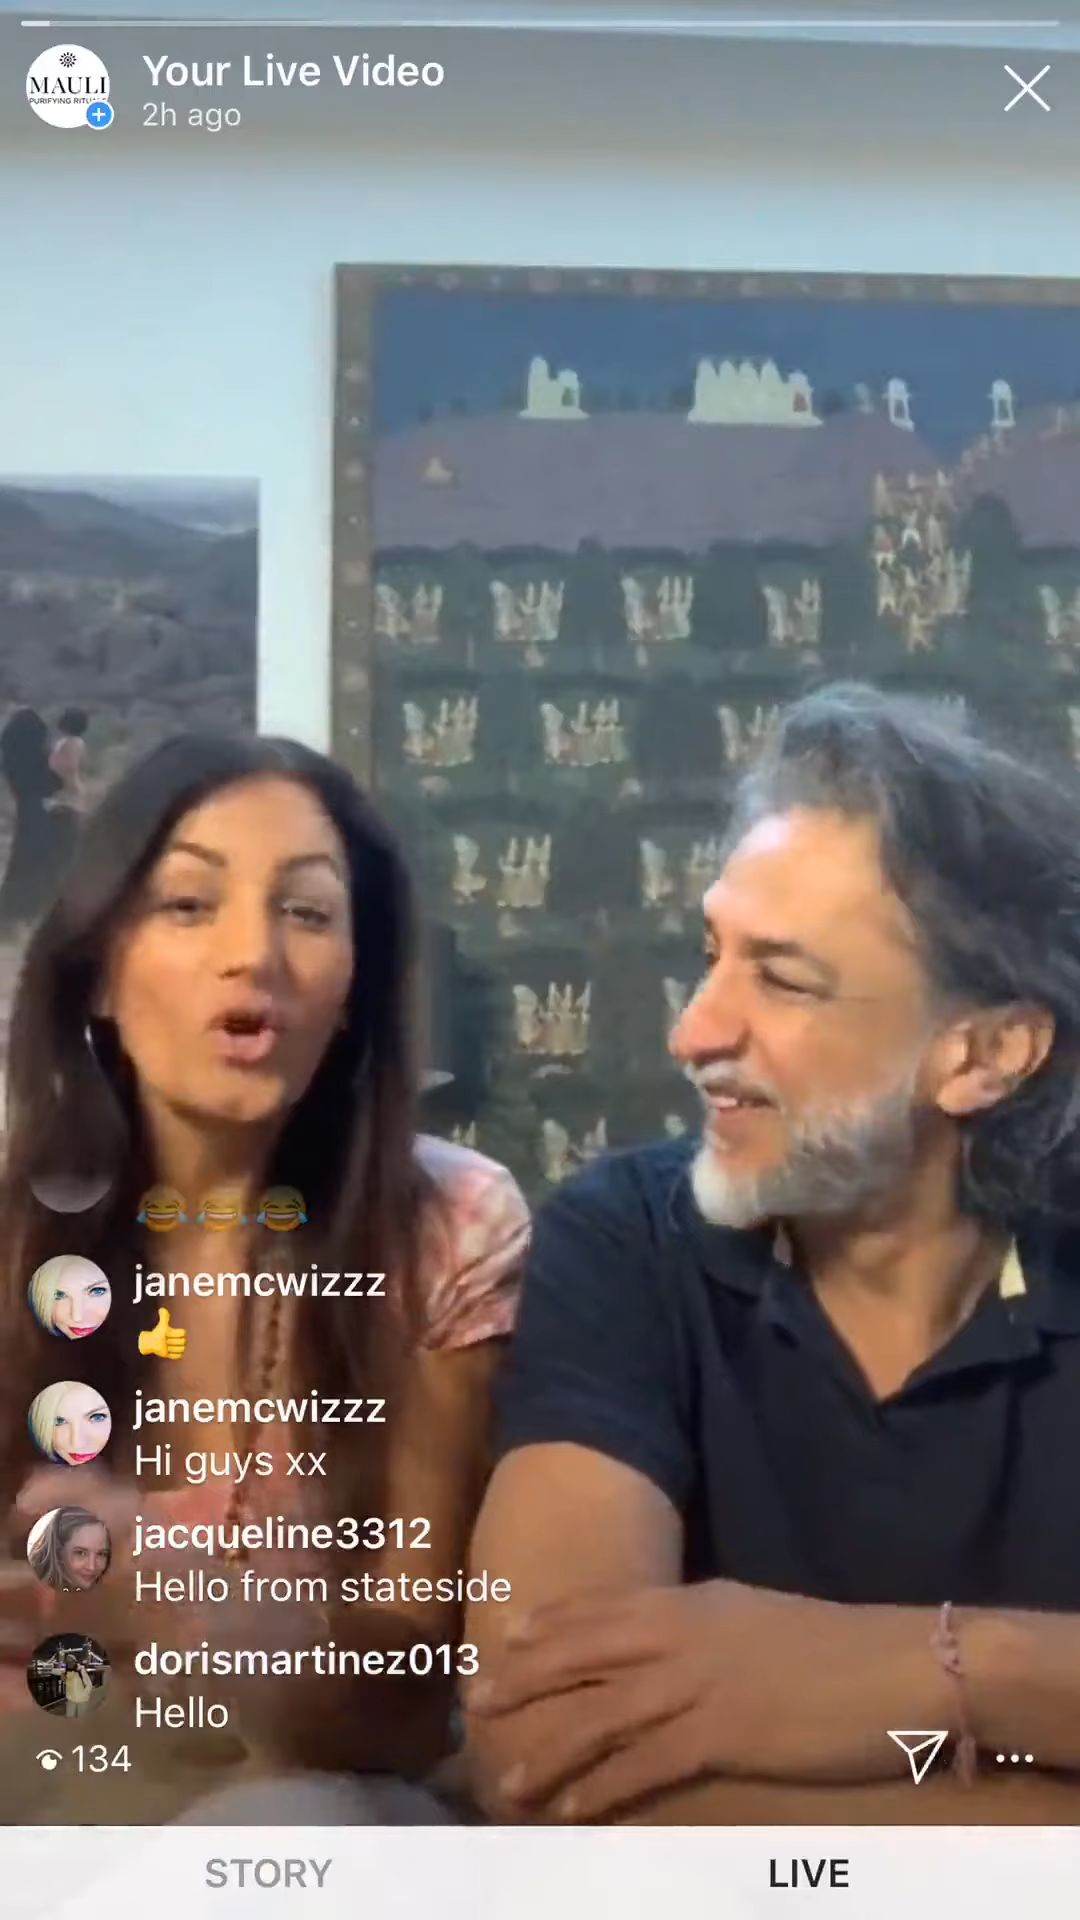 MAULI
PURIFYING
Your Live Video
2h ago
😂😂😂
janemcwizzz
👍
janemcwizzz
Hi guys xx
jacqueline3312
Hello from stateside
dorismartinez013
Hello
134
STORY
LIVE